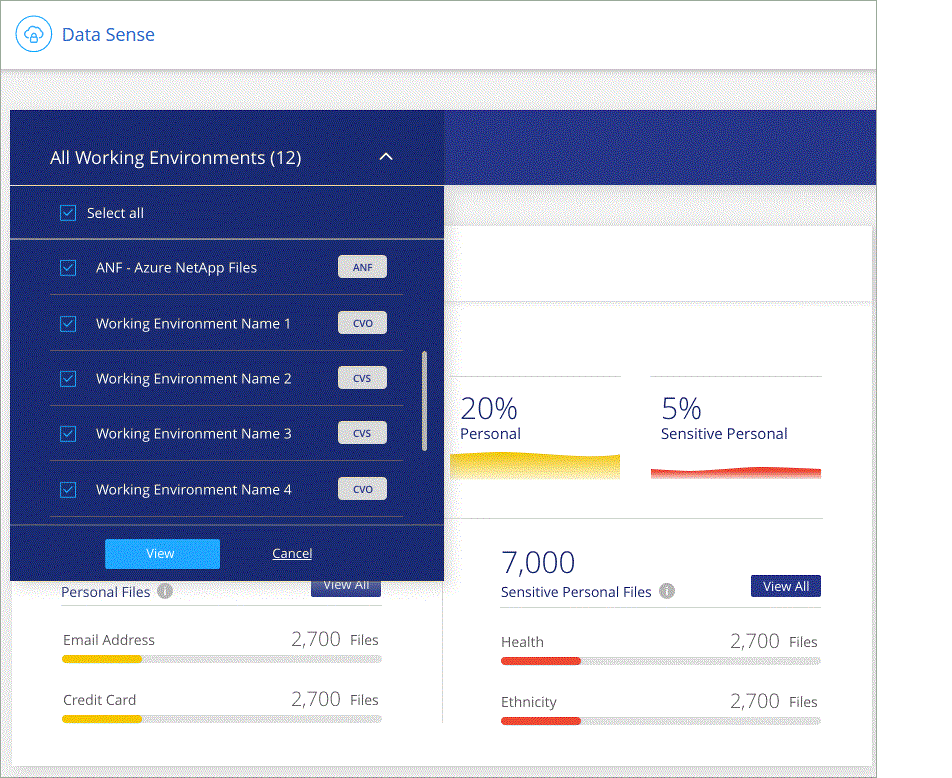 Data Sense
All Working Environments (12)
Select all
ANF - Azure NetApp Files ANF
Working Environment Name 1 CVO
Working Environment Name 2 CVS
Working Environment Name 3 CVS
Working Environment Name 4 CVO
View Cancel
20%
Personal
5%
Sensitive Personal
Personal Files i View All
Email Address 2,700 Files
Credit Card 2,700 Files
7,000
Sensitive Personal Files i View All
Health 2,700 Files
Ethnicity 2,700 Files